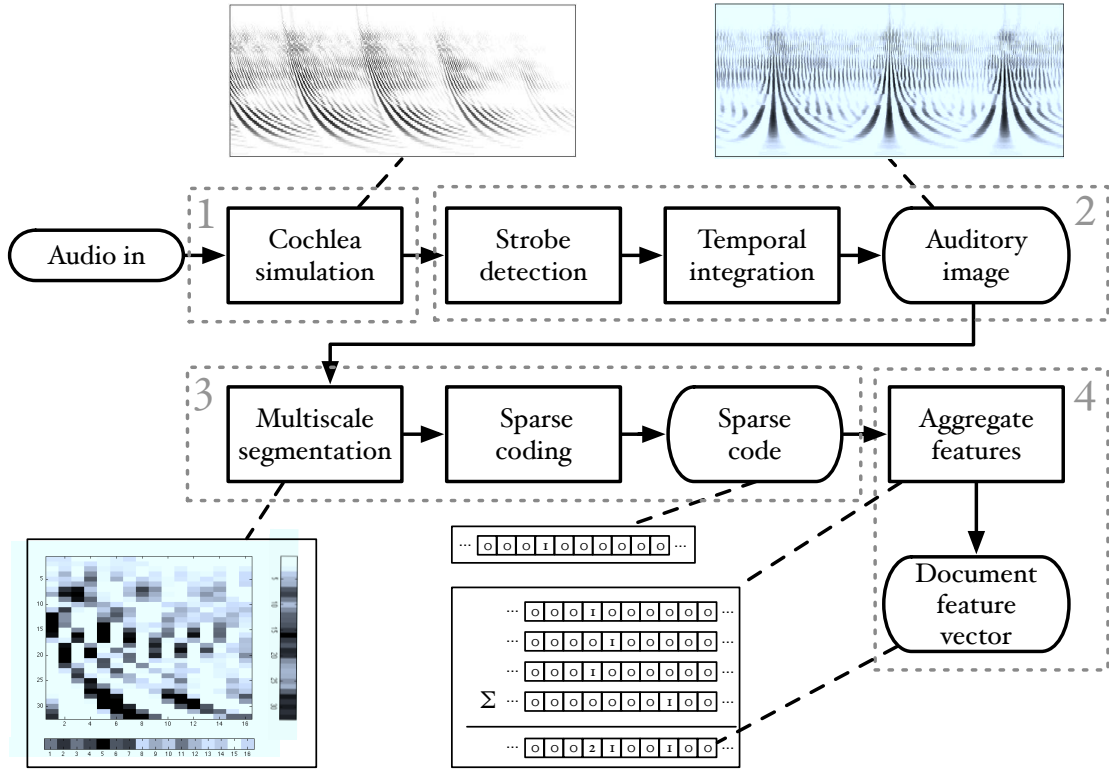 1
2
Audio in
Cochlea
simulation
Strobe
detection
Temporal
integration
Auditory
image
3
4
Multiscale
segmentation
Sparse
coding
Sparse
code
Aggregate
features
Document
feature
vector
... 0 0 0 1 0 0 0 0 0 0 ...
... 0 0 0 1 0 0 0 0 0 0 ...
... 0 0 0 0 1 0 0 0 0 0 ...
... 0 0 0 1 0 0 0 0 0 0 ...
Σ ... 0 0 0 0 0 0 0 1 0 0 ...
... 0 0 0 2 1 0 0 1 0 0 ...
5
10
15
20
25
30
2 4 6 8 10 12 14 16
5
10
15
20
25
30
1 2 3 4 5 6 7 8 9 10 11 12 13 14 15 16